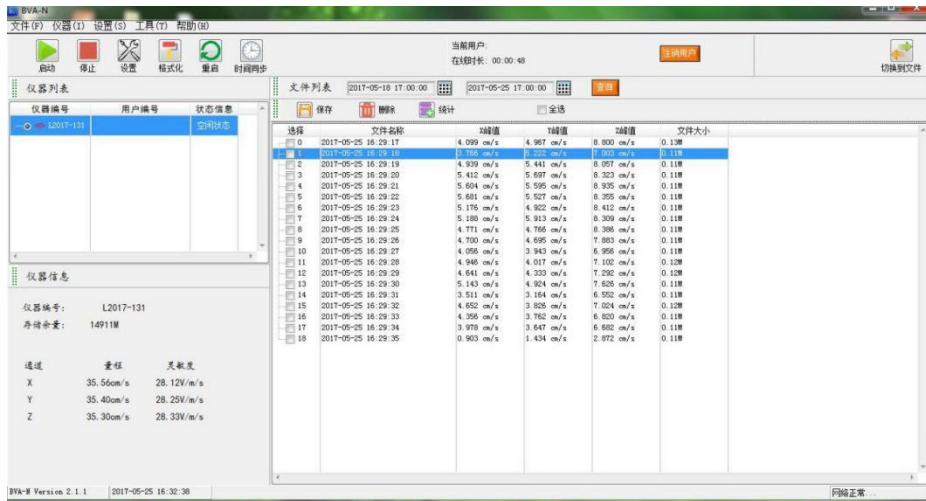 BVA-N
文件(F) 仪器(I) 设置(S) 工具(T) 帮助(H)
启动 停止 设置 格式化 重启 时间同步
当前用户:
在线时长: 00:00:48
注销用户
切换到文件
仪器列表
仪器编号 用户编号 状态信息
L2017-131 空闲状态
文件列表 2017-05-18 17:00:00 2017-05-25 17:00:00 查询
保存 删除 统计 全选
选择 文件名称 X峰值 Y峰值 Z峰值 文件大小
0 2017-05-25 16:29:17 4.099 cm/s 4.967 cm/s 8.800 cm/s 0.13M
1 2017-05-25 16:29:18 3.766 cm/s 5.222 cm/s 7.003 cm/s 0.11M
2 2017-05-25 16:29:19 4.939 cm/s 5.441 cm/s 8.057 cm/s 0.11M
3 2017-05-25 16:29:20 5.412 cm/s 5.697 cm/s 8.323 cm/s 0.11M
4 2017-05-25 16:29:21 5.604 cm/s 5.595 cm/s 8.935 cm/s 0.11M
5 2017-05-25 16:29:22 5.681 cm/s 5.527 cm/s 8.355 cm/s 0.11M
6 2017-05-25 16:29:23 5.176 cm/s 4.922 cm/s 8.412 cm/s 0.11M
7 2017-05-25 16:29:24 5.188 cm/s 5.913 cm/s 8.309 cm/s 0.11M
8 2017-05-25 16:29:25 4.771 cm/s 4.766 cm/s 8.386 cm/s 0.11M
9 2017-05-25 16:29:26 4.700 cm/s 4.695 cm/s 7.883 cm/s 0.11M
10 2017-05-25 16:29:27 4.056 cm/s 3.943 cm/s 6.956 cm/s 0.11M
11 2017-05-25 16:29:28 4.946 cm/s 4.017 cm/s 7.102 cm/s 0.12M
12 2017-05-25 16:29:29 4.641 cm/s 4.333 cm/s 7.292 cm/s 0.12M
13 2017-05-25 16:29:30 5.143 cm/s 4.924 cm/s 7.626 cm/s 0.11M
14 2017-05-25 16:29:31 3.511 cm/s 3.164 cm/s 6.552 cm/s 0.11M
15 2017-05-25 16:29:32 4.652 cm/s 3.826 cm/s 7.024 cm/s 0.12M
16 2017-05-25 16:29:33 4.356 cm/s 3.762 cm/s 6.820 cm/s 0.11M
17 2017-05-25 16:29:34 3.978 cm/s 3.647 cm/s 6.682 cm/s 0.11M
18 2017-05-25 16:29:35 0.903 cm/s 1.434 cm/s 2.872 cm/s 0.11M
仪器信息
仪器编号: L2017-131
存储余量: 14911M
通道 量程 灵敏度
X 35.56cm/s 28.12V/m/s
Y 35.40cm/s 28.25V/m/s
Z 35.30cm/s 28.33V/m/s
BVA-N Version 2.1.1 2017-05-25 16:32:38 网络正常...